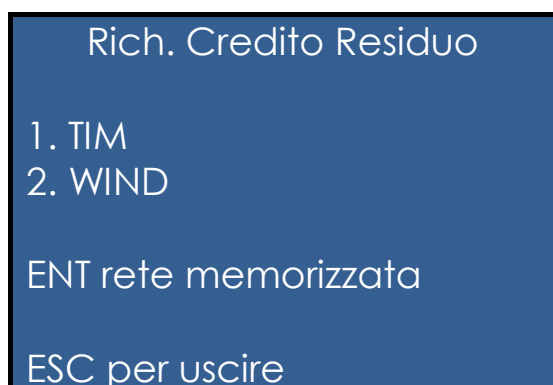 Rich. Credito Residuo
1. TIM
2. WIND
ENT rete memorizzata
ESC per uscire